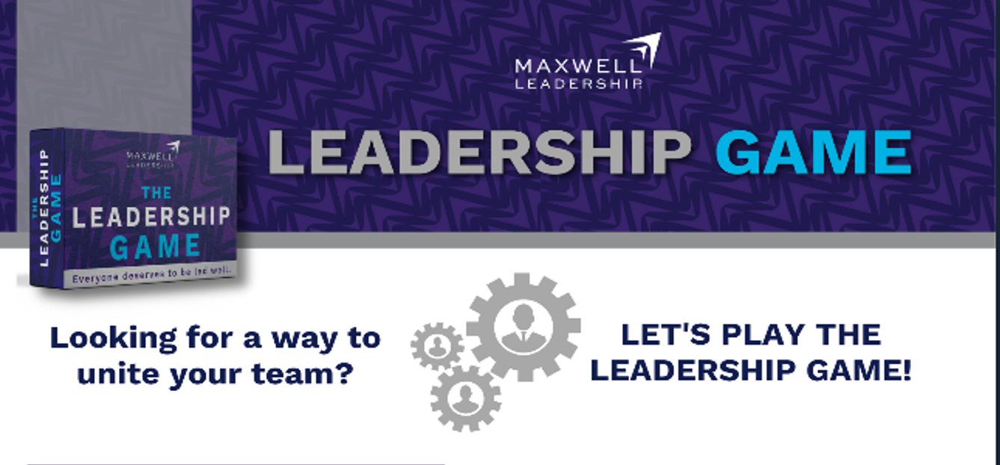 MAXWELL
LEADERSHIP
LEADERSHIP GAME
THE
LEADERSHIP
GAME
MAXWELL
LEADERSHIP
THE
LEADERSHIP
GAME
Everyone deserves to be led well.
Looking for a way to
unite your team?
LET'S PLAY THE
LEADERSHIP GAME!